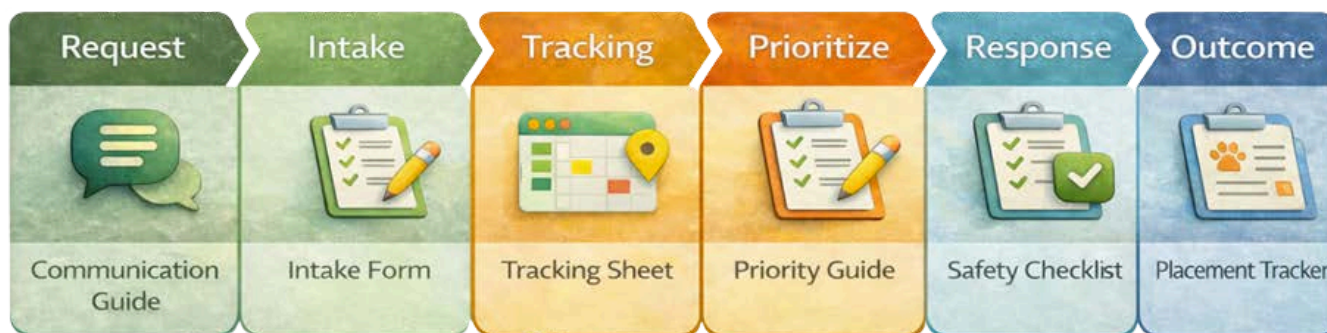 Request
Intake
Tracking
Prioritize
Response
Outcome
Communication
Guide
Intake Form
Tracking Sheet
Priority Guide
Safety Checklist
Placement Tracker